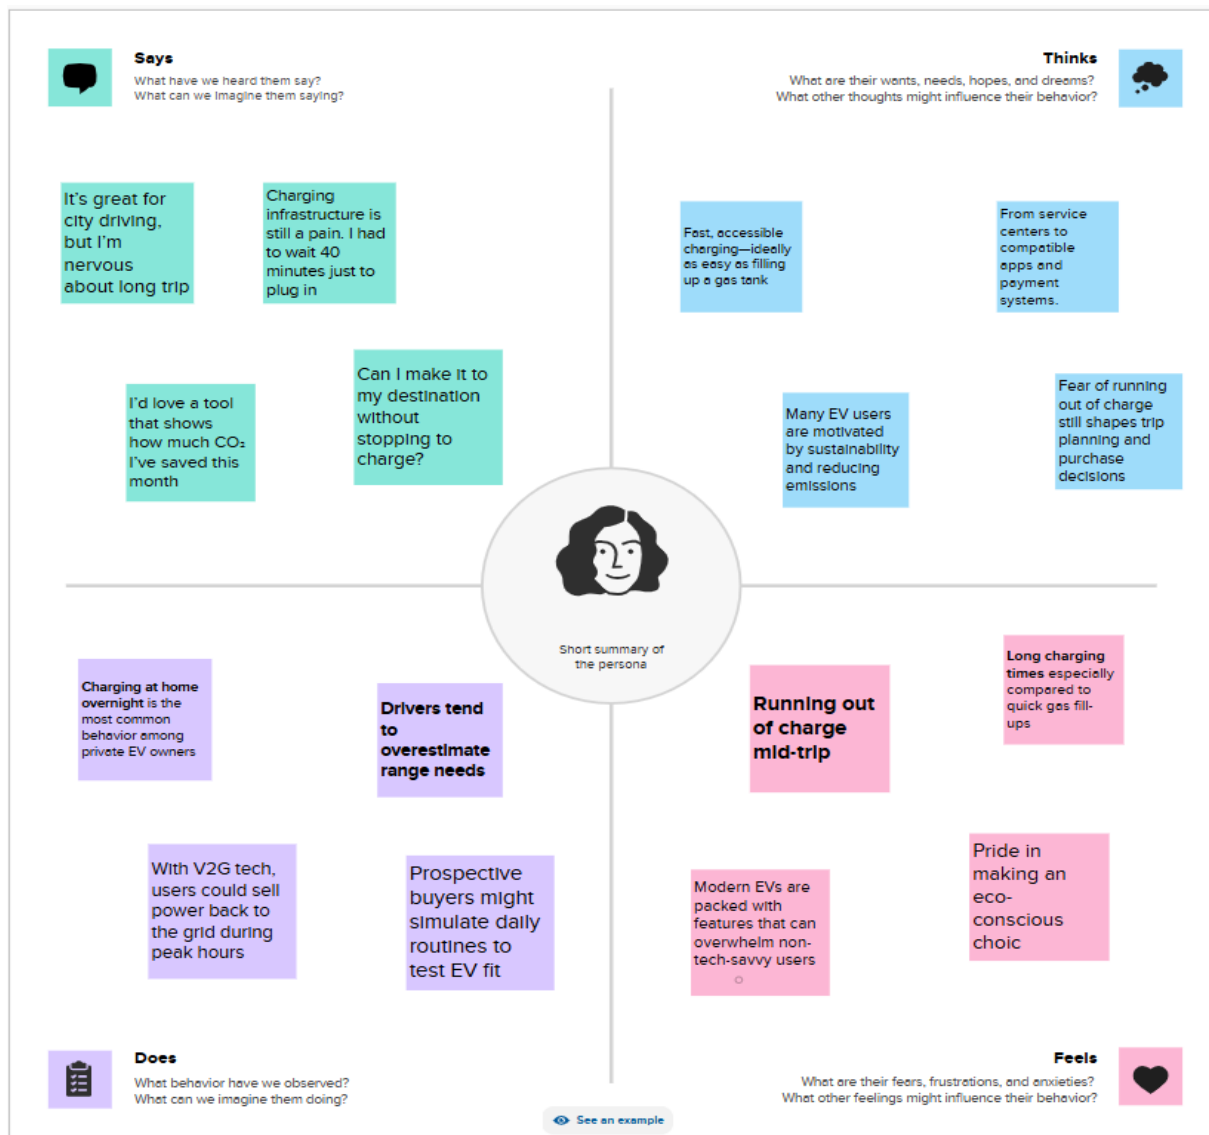 Says
What have we heard them say?
What can we imagine them saying?
Thinks
What are their wants, needs, hopes, and dreams?
What other thoughts might influence their behavior?
It's great for
city driving,
but I'm
nervous
about long trip
Charging
infrastructure is
still a pain. I had
to wait 40
minutes just to
plug in
I'd love a tool
that shows
how much CO₂
I've saved this
month
Can I make it to
my destination
without
stopping to
charge?
Fast, accessible
charging—ideally
as easy as filling
up a gas tank
From service
centers to
compatible
apps and
payment
systems.
Many EV users
are motivated
by sustainability
and reducing
emissions
Fear of running
out of charge
still shapes trip
planning and
purchase
decisions
Short summary of
the persona
Charging at home
overnight is the
most common
behavior among
private EV owners
Drivers tend
to
overestimate
range needs
With V2G tech,
users could sell
power back to
the grid during
peak hours
Prospective
buyers might
simulate daily
routines to
test EV fit
Running out
of charge
mid-trip
Long charging
times especially
compared to
quick gas fill-
ups
Modern EVs are
packed with
features that can
overwhelm non-
tech-savvy users
Pride in
making an
eco-
conscious
choic
Does
What behavior have we observed?
What can we imagine them doing?
Feels
What are their fears, frustrations, and anxieties?
What other feelings might influence their behavior?
See an example